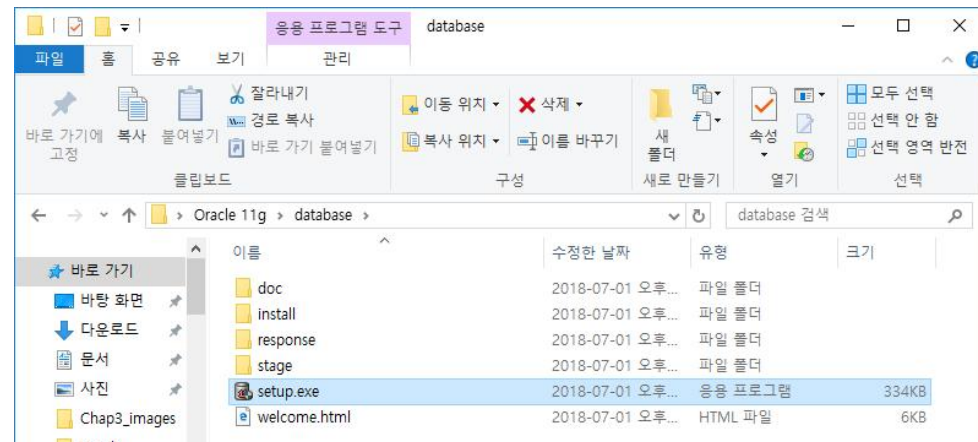 응용 프로그램 도구 database
파일 홈 공유 보기 관리
바로 가기에 고정
복사
붙여넣기
잘라내기
경로 복사
바로 가기 붙여넣기
클립보드
이동 위치
복사 위치
삭제
이름 바꾸기
구성
새 폴더
새로 만들기
속성
열기
모두 선택
선택 안 함
선택 영역 반전
선택
Oracle 11g > database >
database 검색
이름 수정한 날짜 유형 크기
바로 가기
바탕 화면
다운로드
문서
사진
Chap3_images
doc 2018-07-01 오후... 파일 폴더
install 2018-07-01 오후... 파일 폴더
response 2018-07-01 오후... 파일 폴더
stage 2018-07-01 오후... 파일 폴더
setup.exe 2018-07-01 오후... 응용 프로그램 334KB
welcome.html 2018-07-01 오후... HTML 파일 6KB